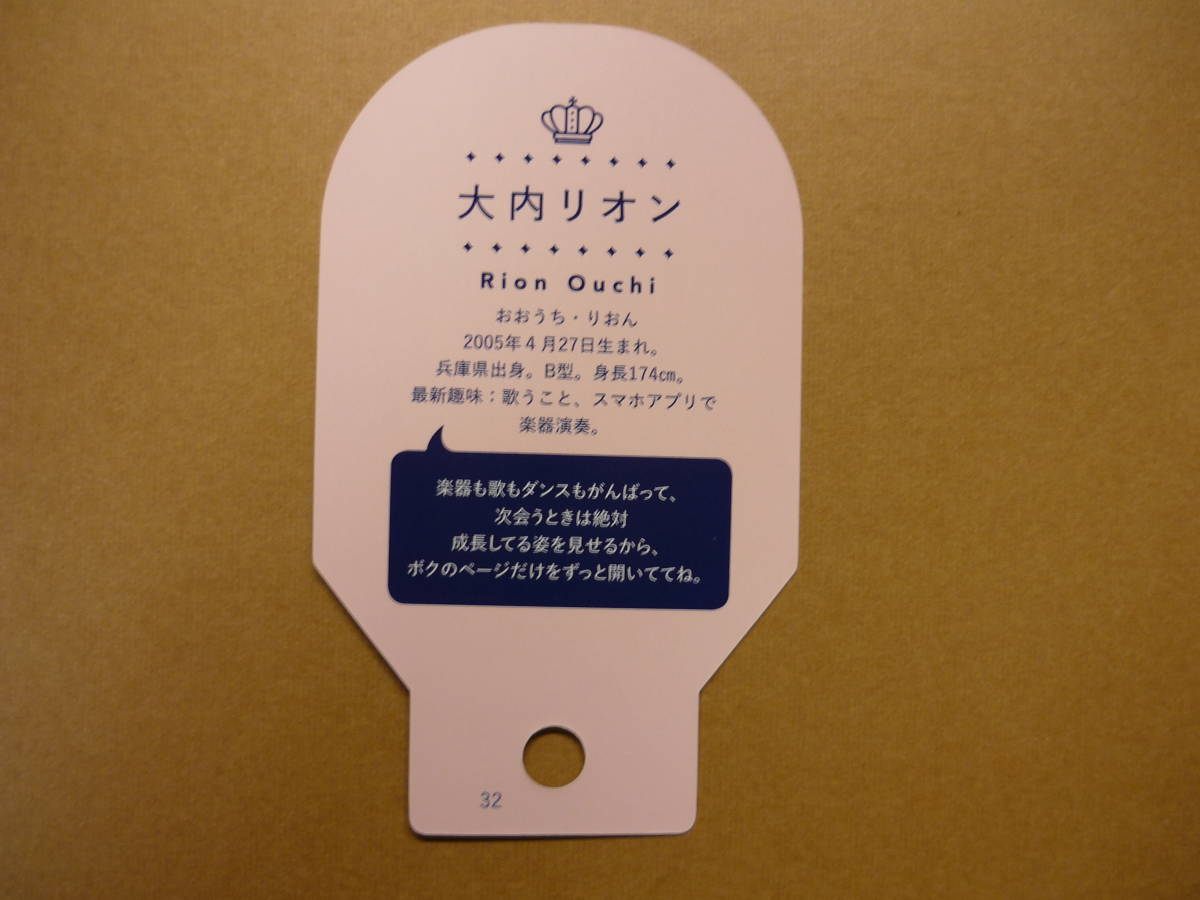 大内リオン
Rion Ouchi
おおうち・りおん
2005年4月27日生まれ。
兵庫県出身。B型。身長174㎝。
最新趣味;歌うこと、スマホアプリで
楽器演奏。
楽器も歌もダンスもがんばって、
次会うときは絶対
成長してる姿を見せるから、
ボクのページだけをずっと開いててね。
32